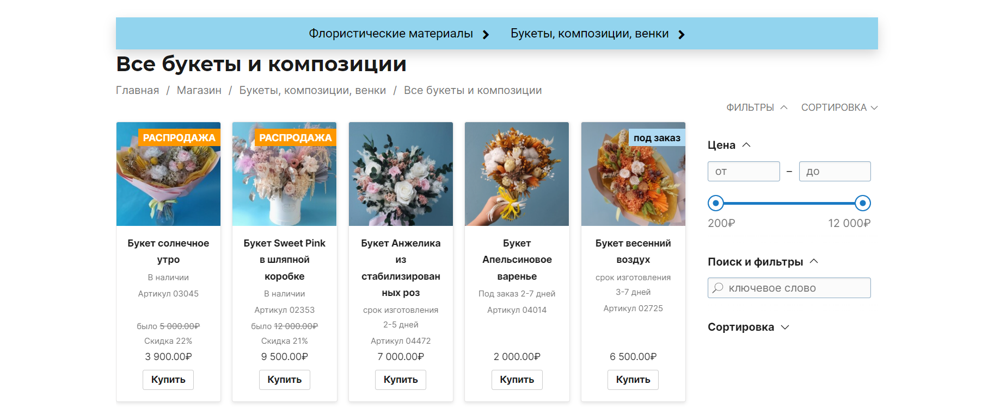 Флористические материалы
Букеты, композиции, венки
Все букеты и композиции
Главная / Магазин / Букеты, композиции, венки / Все букеты и композиции
ФИЛЬТРЫ
СОРТИРОВКА
РАСПРОДАЖА
Букет солнечное
утро
В наличии
Артикул 03045
было 5 000.00₽
Скидка 22%
3 900.00₽
Купить
РАСПРОДАЖА
Букет Sweet Pink
в шляпной
коробке
В наличии
Артикул 02353
было 12 000.00₽
Скидка 21%
9 500.00₽
Купить
Букет Анжелика
из
стабилизирован
ных роз
срок изготовления
2-5 дней
Артикул 04472
7 000.00₽
Купить
Букет
Апельсиновое
варенье
Под заказ 2-7 дней
Артикул 04014
2 000.00₽
Купить
под заказ
Букет весенний
воздух
срок изготовления
3-7 дней
Артикул 02725
6 500.00₽
Купить
Цена
от – до
200₽ 12 000₽
Поиск и фильтры
ключевое слово
Сортировка